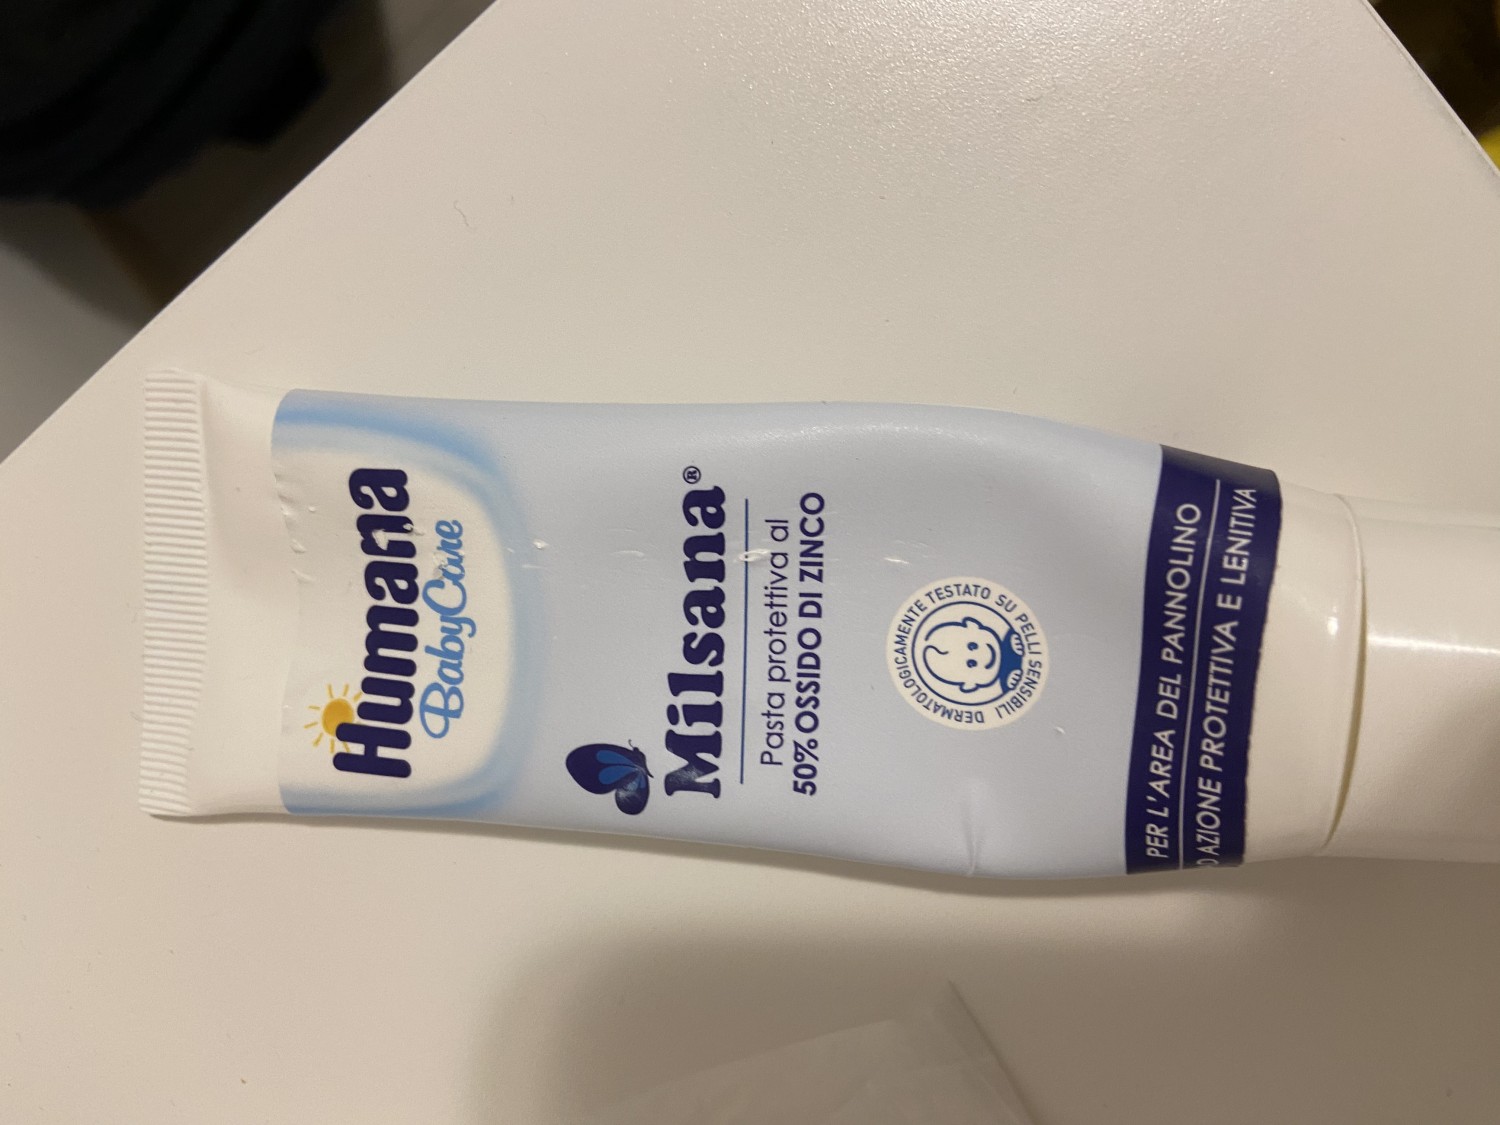 Humana
BabyCare
Milsana®
Pasta protettiva al
50% OSSIDO DI ZINCO
DERMATOLOGICAMENTE TESTATO SU PELLI SENSIBILI
PER L'AREA DEL PANNOLINO
AZIONE PROTETTIVA E LENITIVA